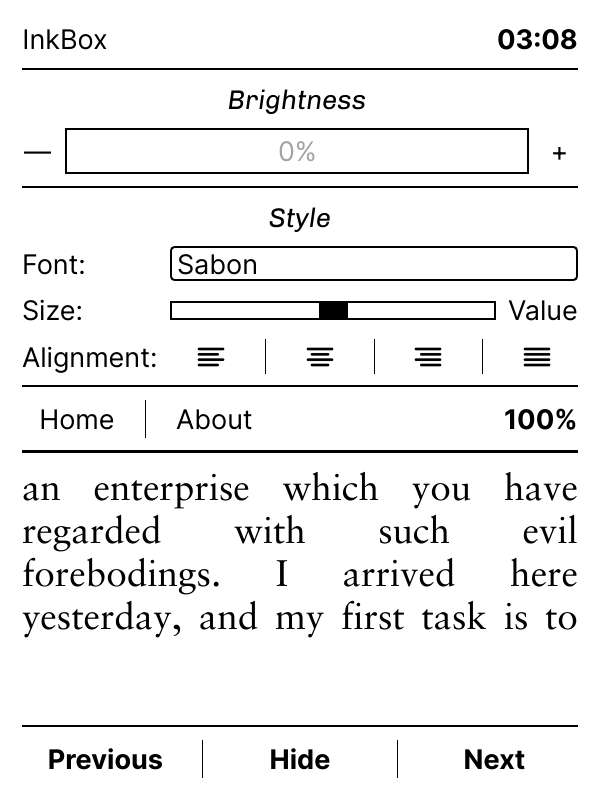 InkBox 03:08
Brightness
— 0% +
Style
Font: Sabon
Size: Value
Alignment:
Home About 100%
an enterprise which you have
regarded with such evil
forebodings. I arrived here
yesterday, and my first task is to
Previous Hide Next